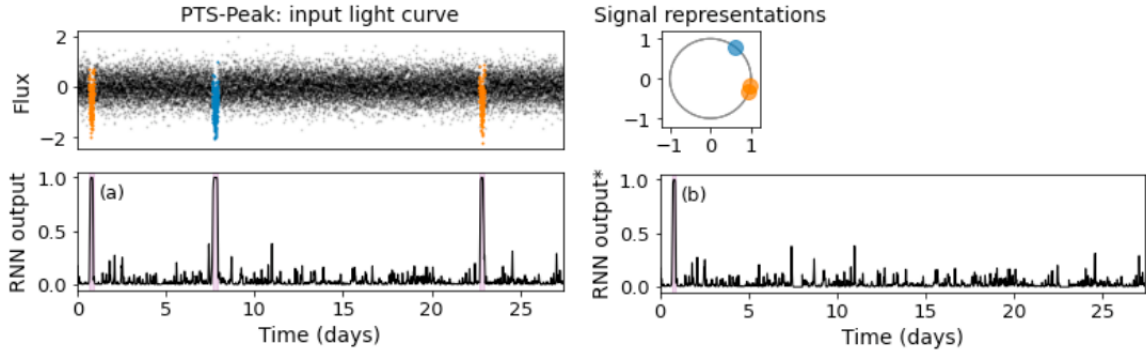 PTS-Peak: input light curve
Flux
2
0
−2
RNN output
1.0
0.5
0.0
(a)
0 5 10 15 20 25
Time (days)
Signal representations
1
0
−1
−1 0 1
RNN output*
1.0
0.5
0.0
(b)
0 5 10 15 20 25
Time (days)